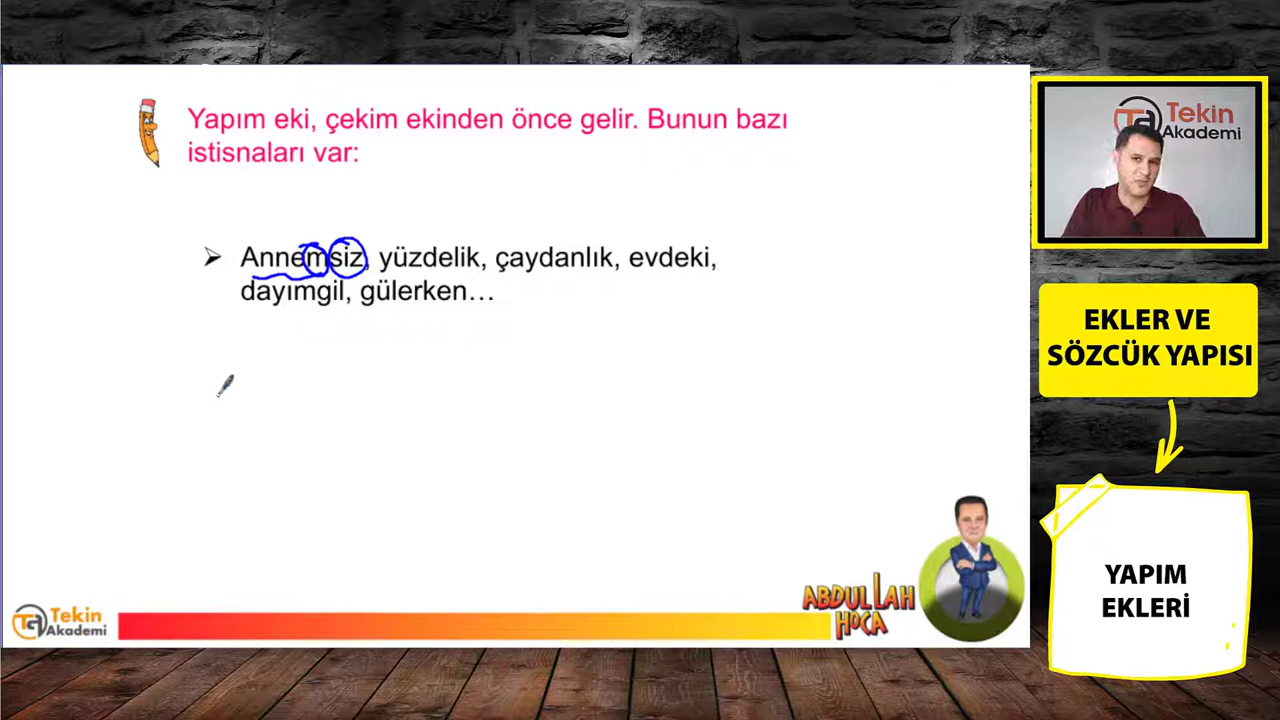 Yapım eki, çekim ekinden önce gelir. Bunun bazı
istisnaları var:
Annemsiz, yüzdelik, çaydanlık, evdeki,
dayımgil, gülerken…
Tekin
Akademi
EKLER VE
SÖZCÜK YAPISI
YAPIM
EKLERİ
ABDULLAH
HOCA
Tekin
Akademi